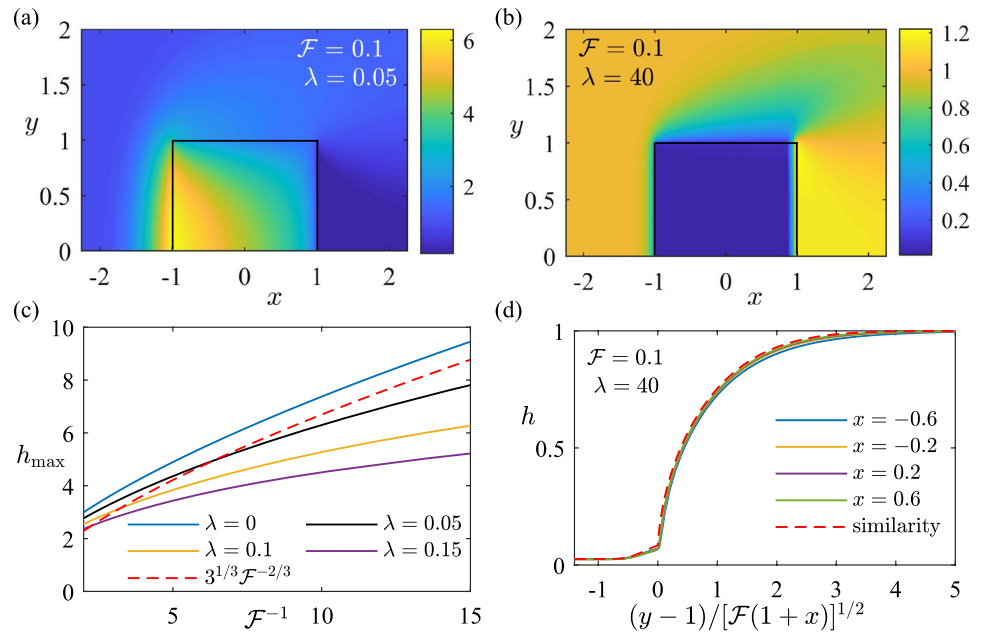 (a)
ℱ = 0.1
λ = 0.05
y
2
1.5
1
0.5
0
-2 -1 0 1 2
x
6
4
2
(b)
ℱ = 0.1
λ = 40
y
2
1.5
1
0.5
0
-2 -1 0 1 2
x
1.2
1
0.8
0.6
0.4
0.2
(c)
h_max
10
8
6
4
2
0
λ = 0 λ = 0.05
λ = 0.1 λ = 0.15
3^{1/3}ℱ^{-2/3}
5 10 15
ℱ^{-1}
(d)
ℱ = 0.1
λ = 40
h
1
0.5
0
x = −0.6
x = −0.2
x = 0.2
x = 0.6
similarity
-1 0 1 2 3 4 5
(y − 1)/[ℱ(1 + x)]^{1/2}